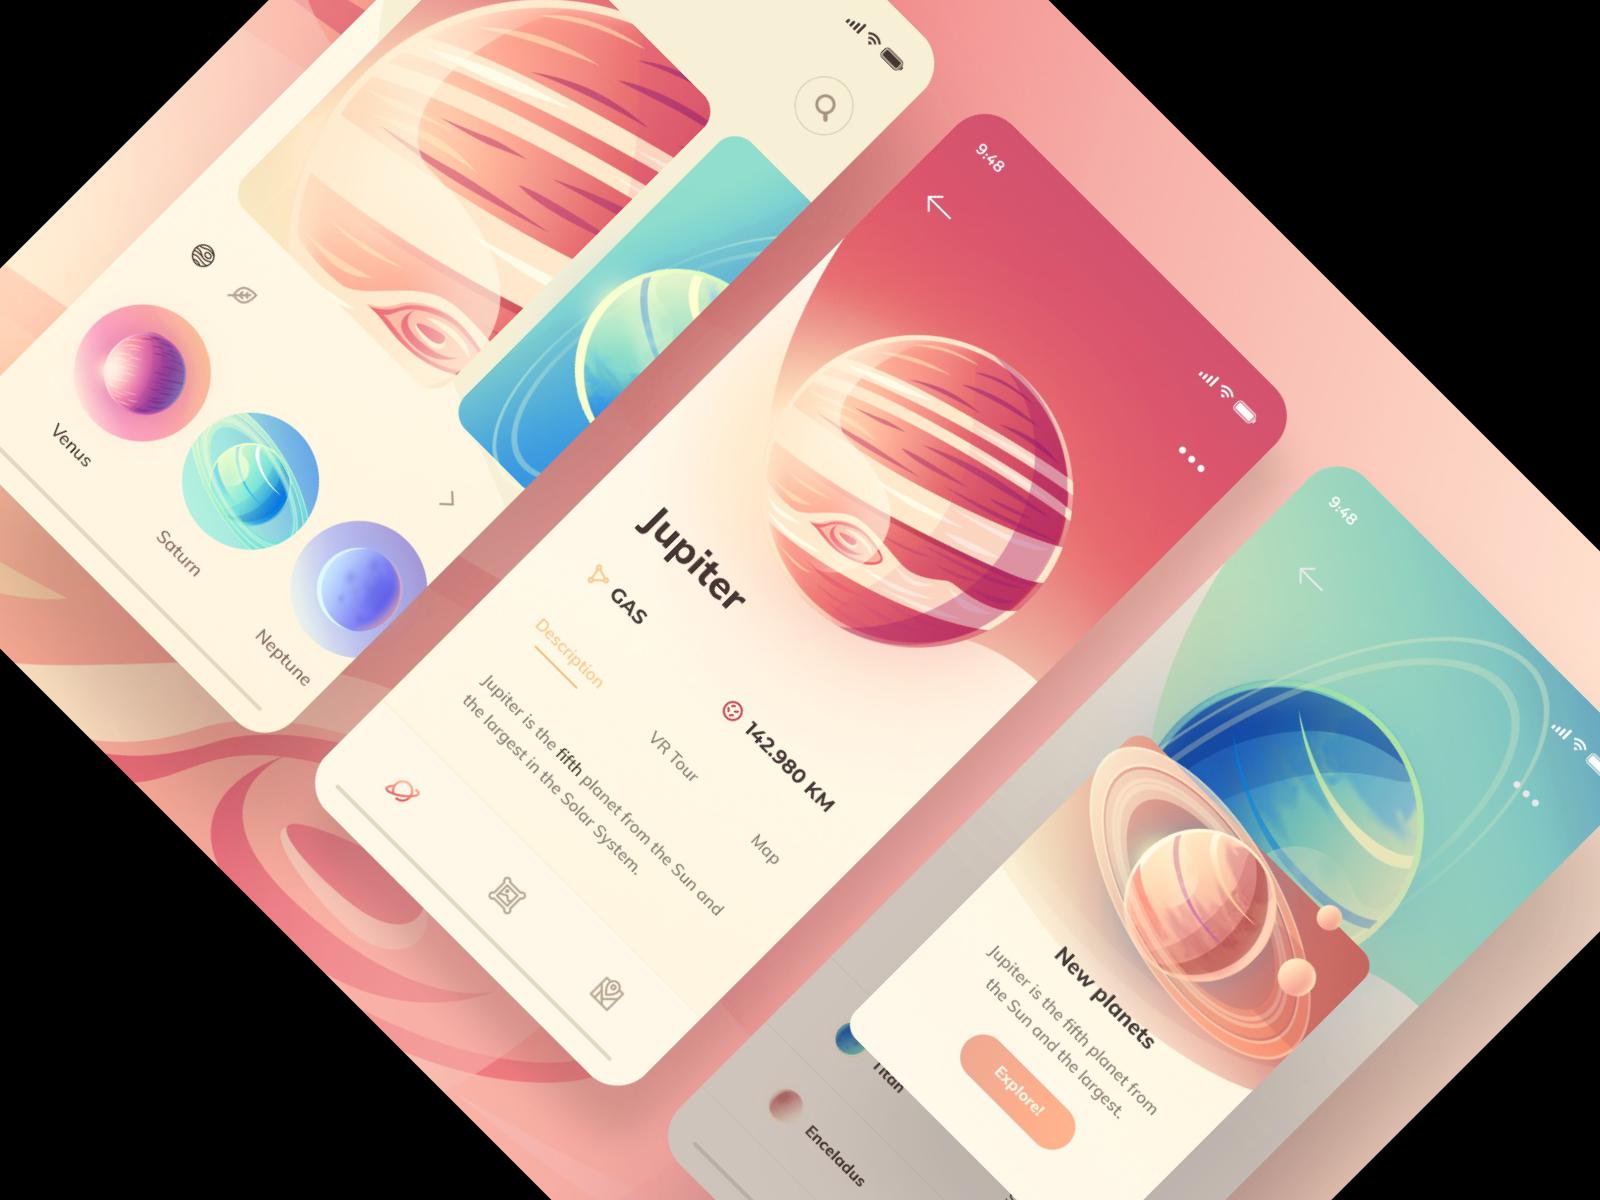 Venus
Saturn
Neptune
9:48
Jupiter
GAS
142.980 KM
Description
VR Tour
Map
Jupiter is the fifth planet from the Sun and
the largest in the Solar System.
9:48
New planets
Jupiter is the fifth planet from
the Sun and the largest.
Explore!
Titan
Enceladus